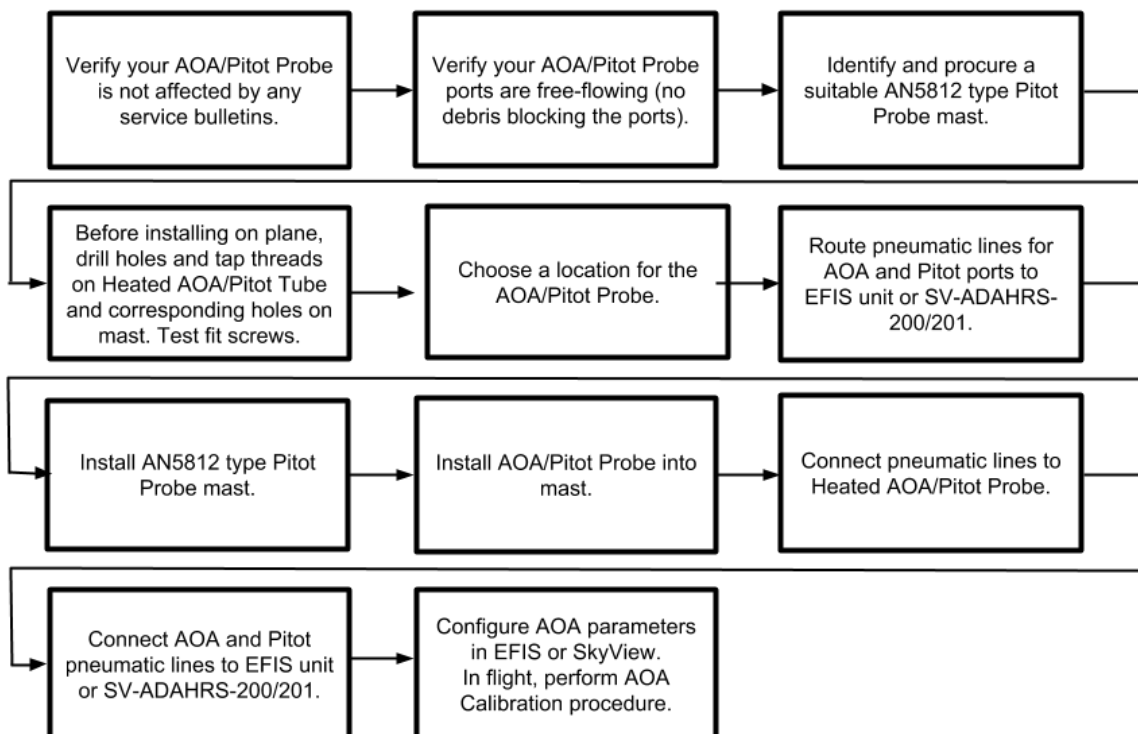 Verify your AOA/Pitot Probe
is not affected by any
service bulletins.
Verify your AOA/Pitot Probe
ports are free-flowing (no
debris blocking the ports).
Identify and procure a
suitable AN5812 type Pitot
Probe mast.
Before installing on plane,
drill holes and tap threads
on Heated AOA/Pitot Tube
and corresponding holes on
mast. Test fit screws.
Choose a location for the
AOA/Pitot Probe.
Route pneumatic lines for
AOA and Pitot ports to
EFIS unit or SV-ADAHRS-
200/201.
Install AN5812 type Pitot
Probe mast.
Install AOA/Pitot Probe into
mast.
Connect pneumatic lines to
Heated AOA/Pitot Probe.
Connect AOA and Pitot
pneumatic lines to EFIS unit
or SV-ADAHRS-200/201.
Configure AOA parameters
in EFIS or SkyView.
In flight, perform AOA
Calibration procedure.